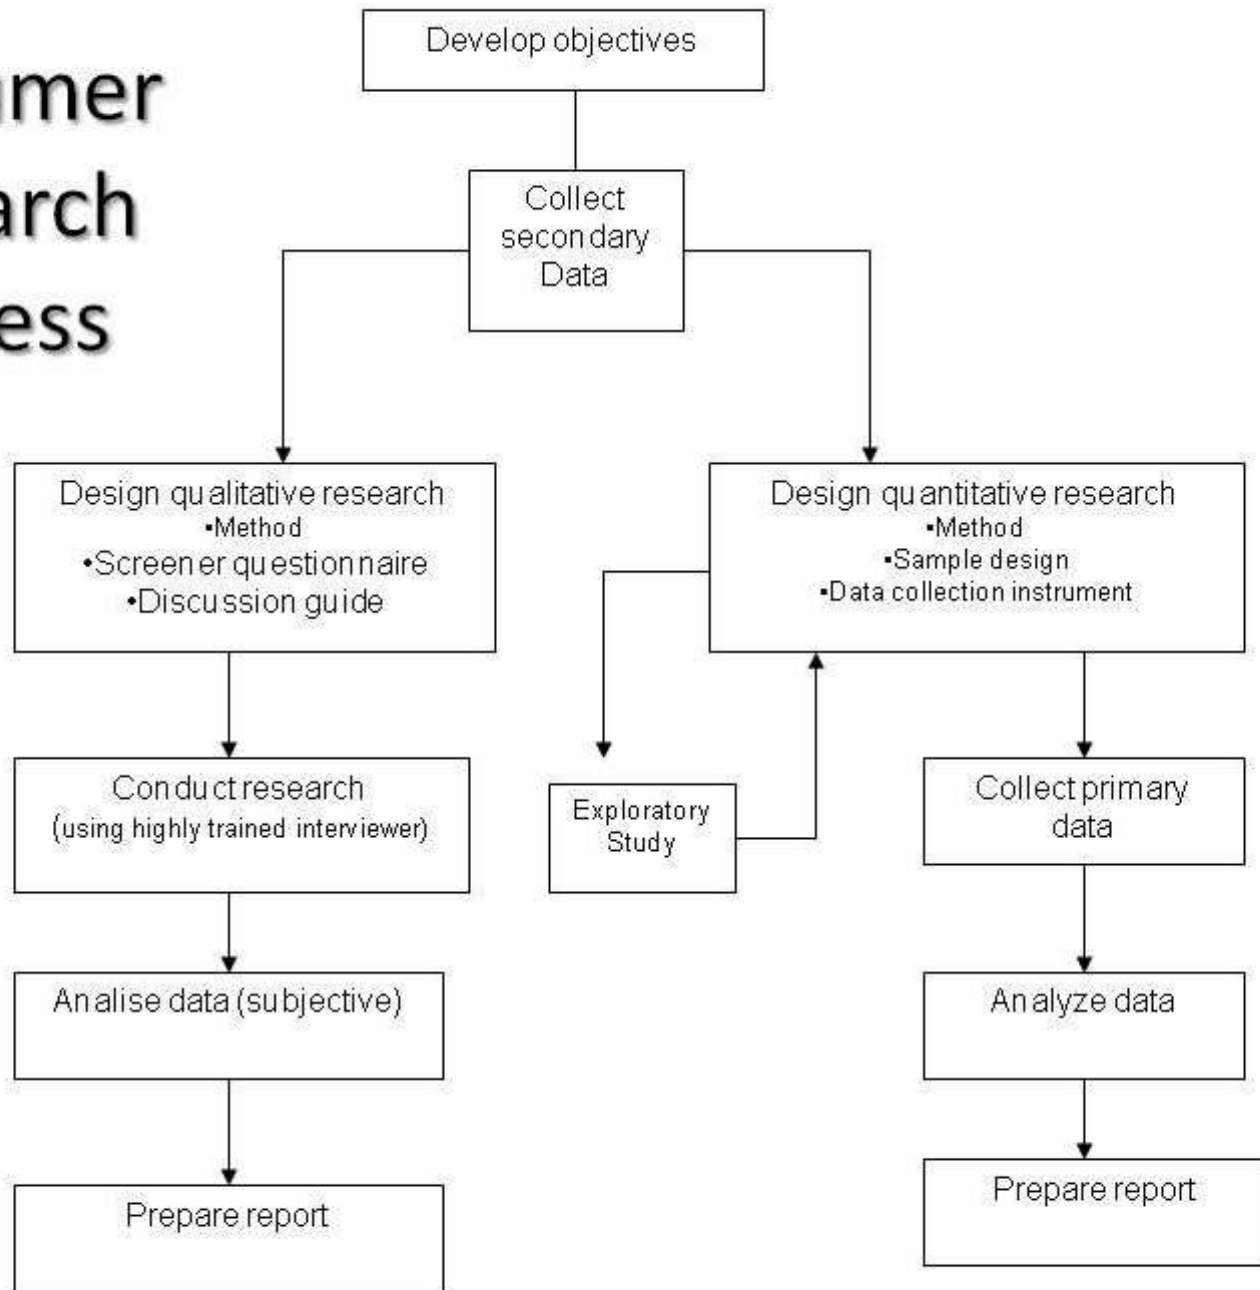 umer
arch
ess
Develop objectives
Collect
secondary
Data
Design qualitative research
▪Method
•Screener questionnaire
•Discussion guide
Design quantitative research
▪Method
▪Sample design
▪Data collection instrument
Conduct research
(using highly trained interviewer)
Exploratory
Study
Collect primary
data
Analise data (subjective)
Analyze data
Prepare report
Prepare report